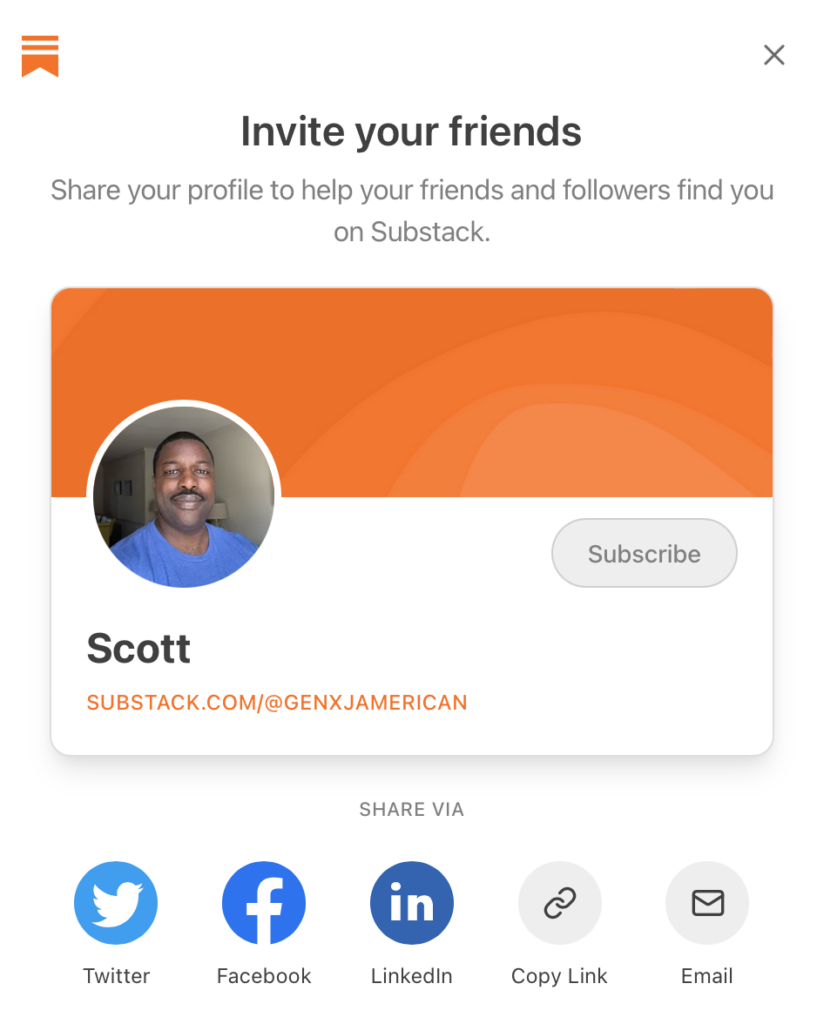 Invite your friends
Share your profile to help your friends and followers find you
on Substack.
Subscribe
Scott
SUBSTACK.COM/@GENXJAMERICAN
SHARE VIA
in
Twitter
Facebook
LinkedIn
Copy Link
Email